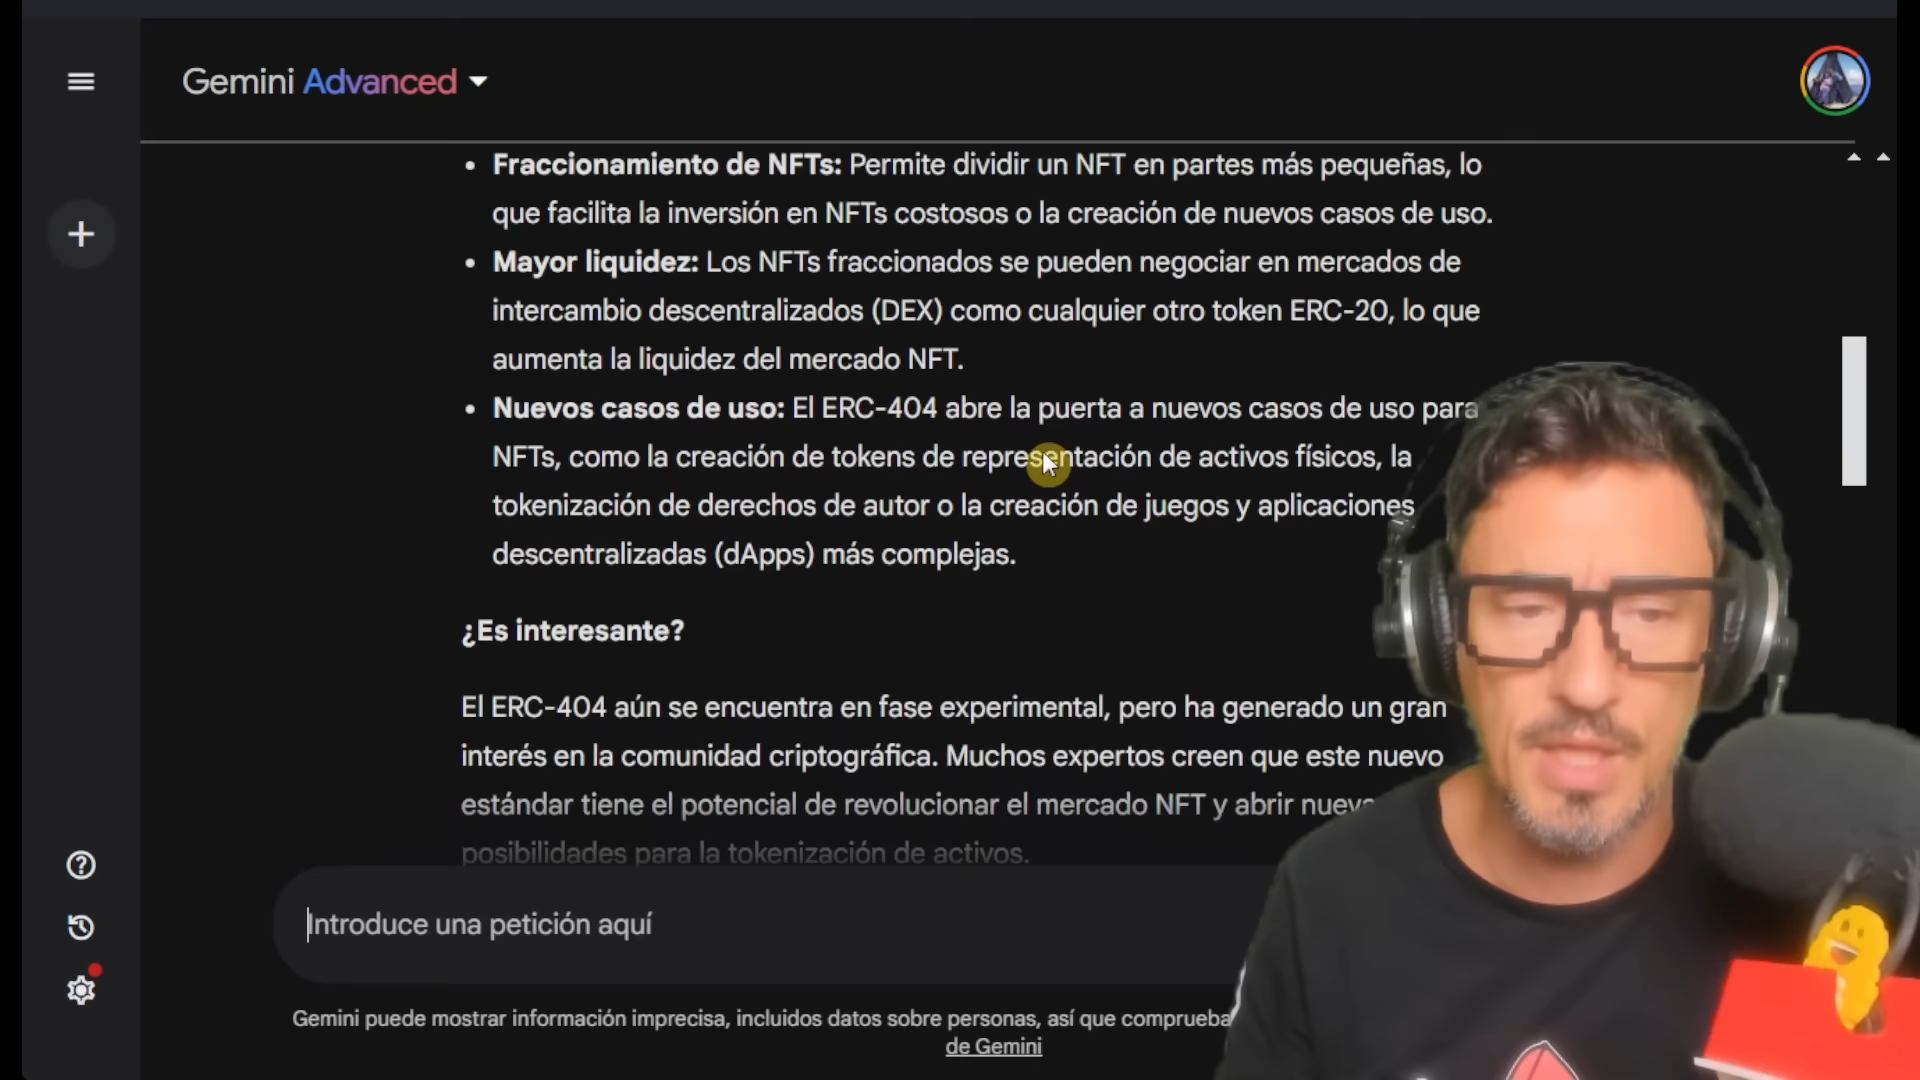 Gemini Advanced
• Fraccionamiento de NFTs: Permite dividir un NFT en partes más pequeñas, lo
que facilita la inversión en NFTs costosos o la creación de nuevos casos de uso.
• Mayor liquidez: Los NFTs fraccionados se pueden negociar en mercados de
intercambio descentralizados (DEX) como cualquier otro token ERC-20, lo que
aumenta la liquidez del mercado NFT.
• Nuevos casos de uso: El ERC-404 abre la puerta a nuevos casos de uso para
NFTs, como la creación de tokens de representación de activos físicos, la
tokenización de derechos de autor o la creación de juegos y aplicaciones
descentralizadas (dApps) más complejas.
¿Es interesante?
El ERC-404 aún se encuentra en fase experimental, pero ha generado un gran
interés en la comunidad criptográfica. Muchos expertos creen que este nuevo
estándar tiene el potencial de revolucionar el mercado NFT y abrir
posibilidades para la tokenización de activos.
Introduce una petición aquí
Gemini puede mostrar información imprecisa, incluidos datos sobre personas, así que comprueba
de Gemini